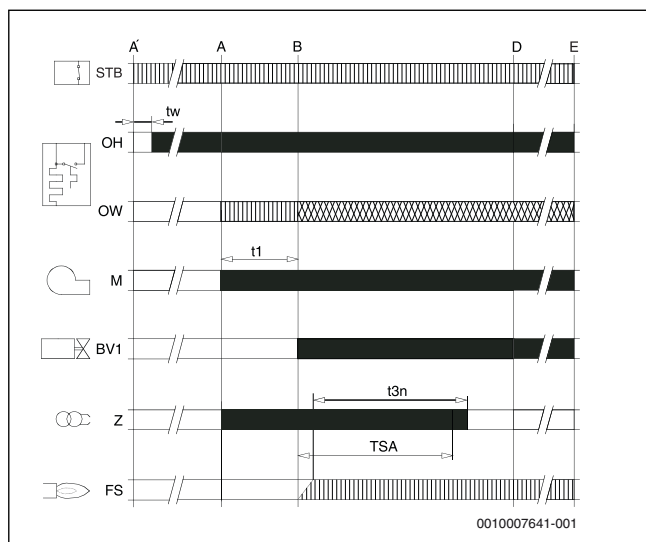 A´ A B D E
STB
tw
OH
OW
t1
M
BV1
t3n
Z
TSA
FS
0010007641-001